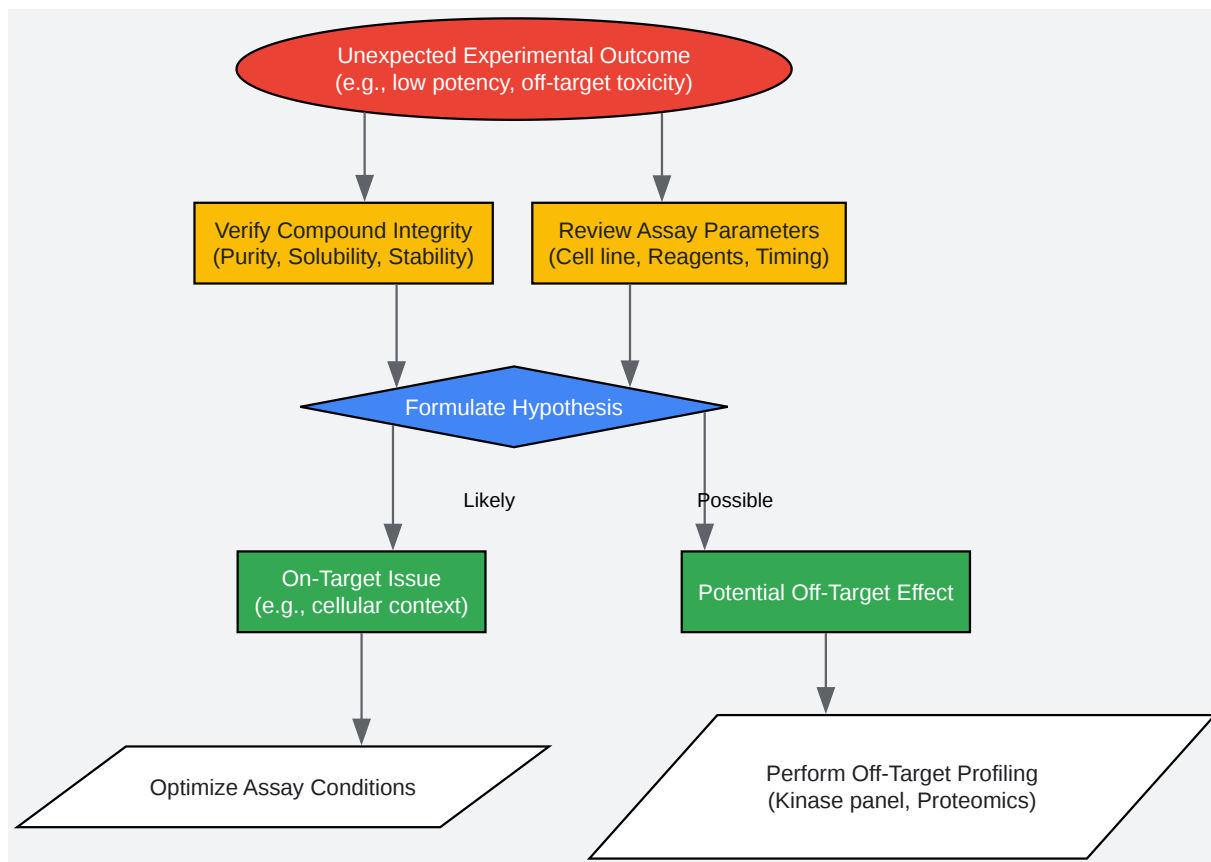 Unexpected Experimental Outcome
(e.g., low potency, off-target toxicity)
Verify Compound Integrity
(Purity, Solubility, Stability)
Review Assay Parameters
(Cell line, Reagents, Timing)
Formulate Hypothesis
Likely
Possible
On-Target Issue
(e.g., cellular context)
Potential Off-Target Effect
Optimize Assay Conditions
Perform Off-Target Profiling
(Kinase panel, Proteomics)